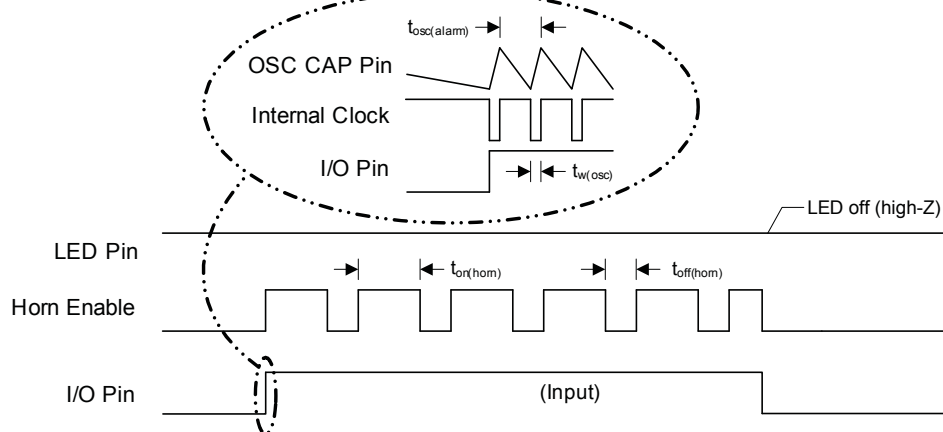 tosc(alarm)
OSC CAP Pin
Internal Clock
I/O Pin
tw(osc)
LED off (high-Z)
LED Pin
ton(horn)
toff(horn)
Horn Enable
I/O Pin
(Input)